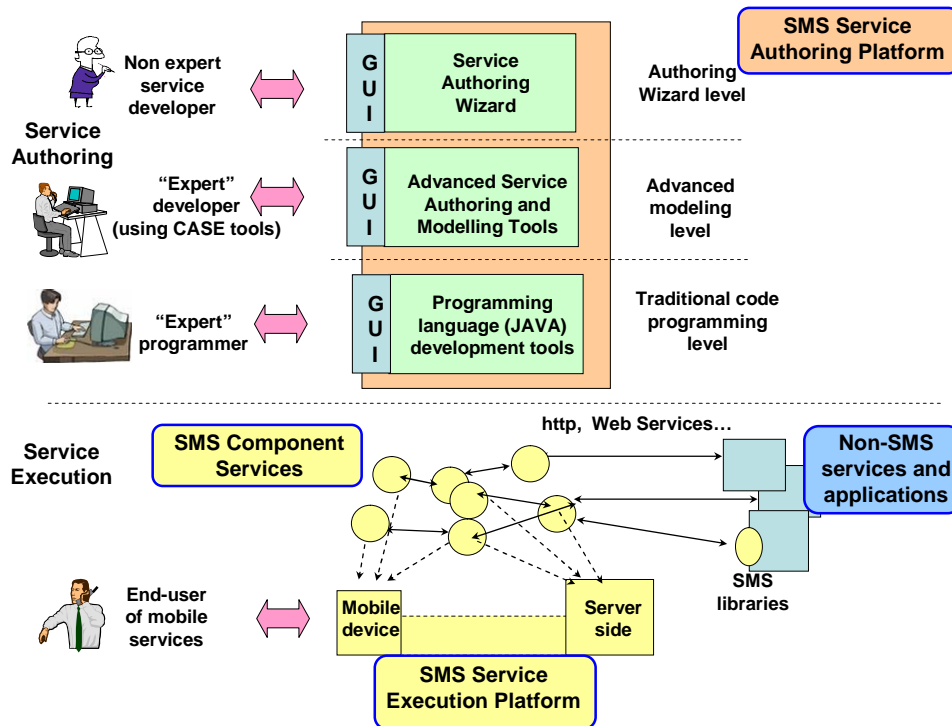 SMS Service
Authoring Platform
Non expert
service
developer
G
U
I
Service
Authoring
Wizard
Authoring
Wizard level
Service
Authoring
“Expert”
developer
(using CASE tools)
G
U
I
Advanced Service
Authoring and
Modelling Tools
Advanced
modeling
level
“Expert”
programmer
G
U
I
Programming
language (JAVA)
development tools
Traditional code
programming
level
http, Web Services…
Service
Execution
SMS Component
Services
Non-SMS
services and
applications
SMS
libraries
End-user
of mobile
services
Mobile
device
Server
side
SMS Service
Execution Platform